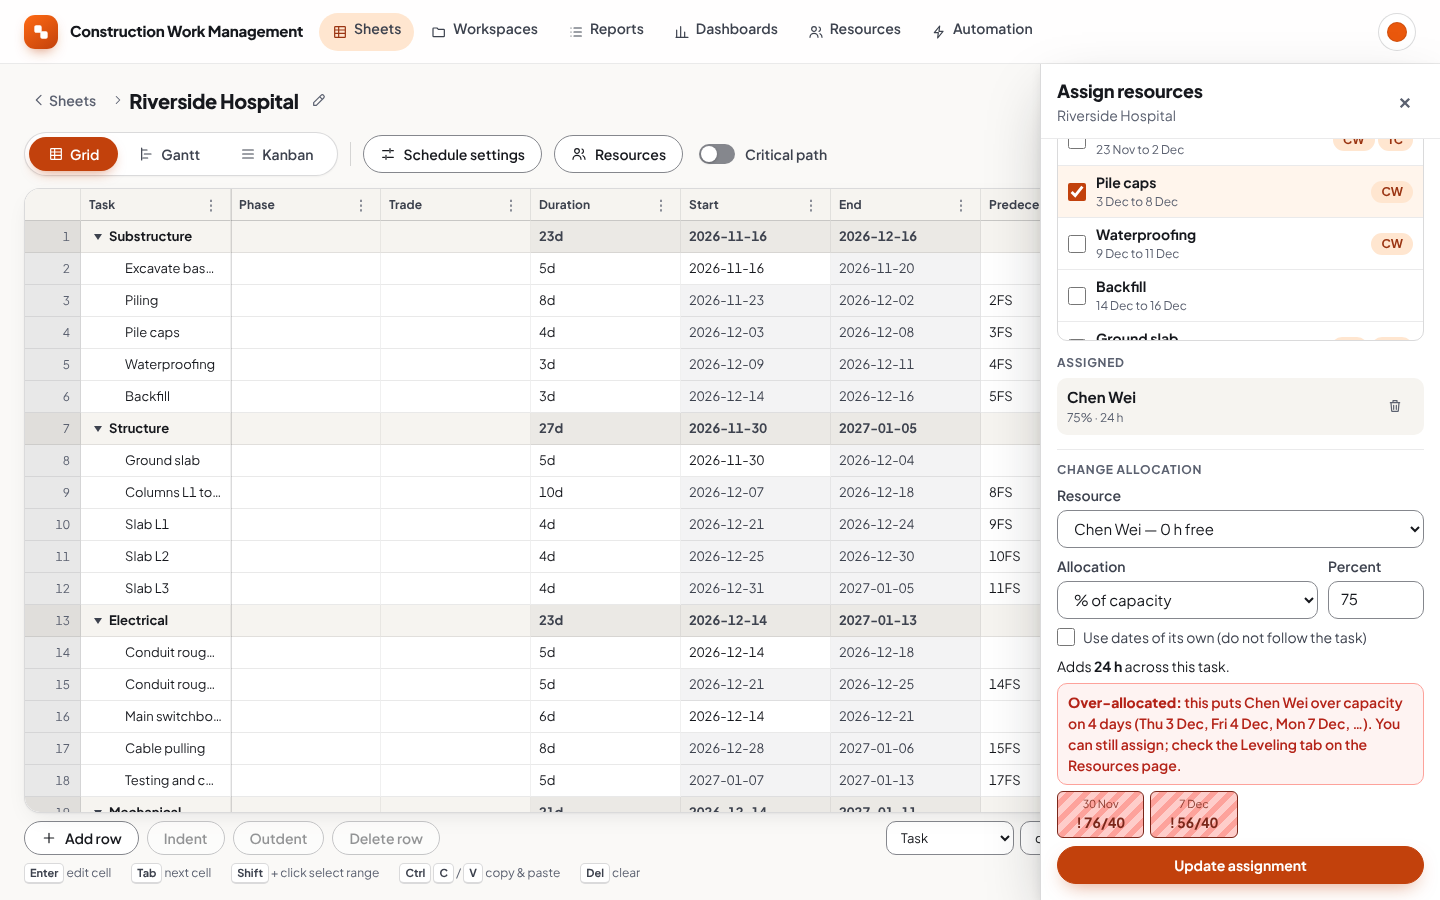 Construction Work Management
Sheets
Workspaces
Reports
Dashboards
Resources
Automation
Sheets
Riverside Hospital
Grid
Gantt
Kanban
Schedule settings
Resources
Critical path
Task Phase Trade Duration Start End Predece
1 Substructure 23d 2026-11-16 2026-12-16
2 Excavate bas... 5d 2026-11-16 2026-11-20
3 Piling 8d 2026-11-23 2026-12-02 2FS
4 Pile caps 4d 2026-12-03 2026-12-08 3FS
5 Waterproofing 3d 2026-12-09 2026-12-11 4FS
6 Backfill 3d 2026-12-14 2026-12-16 5FS
7 Structure 27d 2026-11-30 2027-01-05
8 Ground slab 5d 2026-11-30 2026-12-04
9 Columns L1 to... 10d 2026-12-07 2026-12-18 8FS
10 Slab L1 4d 2026-12-21 2026-12-24 9FS
11 Slab L2 4d 2026-12-25 2026-12-30 10FS
12 Slab L3 4d 2026-12-31 2027-01-05 11FS
13 Electrical 23d 2026-12-14 2027-01-13
14 Conduit roug... 5d 2026-12-14 2026-12-18
15 Conduit roug... 5d 2026-12-21 2026-12-25 14FS
16 Main switchbo... 6d 2026-12-14 2026-12-21
17 Cable pulling 8d 2026-12-28 2027-01-06 15FS
18 Testing and c... 5d 2027-01-07 2027-01-13 17FS
19 Mechanical 21d 2026-12-14 2027-01-11
Add row
Indent
Outdent
Delete row
Task
Enter edit cell Tab next cell Shift + click select range Ctrl C / V copy & paste Del clear
Assign resources
Riverside Hospital
23 Nov to 2 Dec
CW TC
Pile caps
3 Dec to 8 Dec
CW
Waterproofing
9 Dec to 11 Dec
CW
Backfill
14 Dec to 16 Dec
Ground slab
ASSIGNED
Chen Wei
75% · 24 h
CHANGE ALLOCATION
Resource
Chen Wei — 0 h free
Allocation Percent
% of capacity 75
Use dates of its own (do not follow the task)
Adds 24 h across this task.
Over-allocated: this puts Chen Wei over capacity
on 4 days (Thu 3 Dec, Fri 4 Dec, Mon 7 Dec, …). You
can still assign; check the Leveling tab on the
Resources page.
30 Nov 7 Dec
! 76/40 ! 56/40
Update assignment